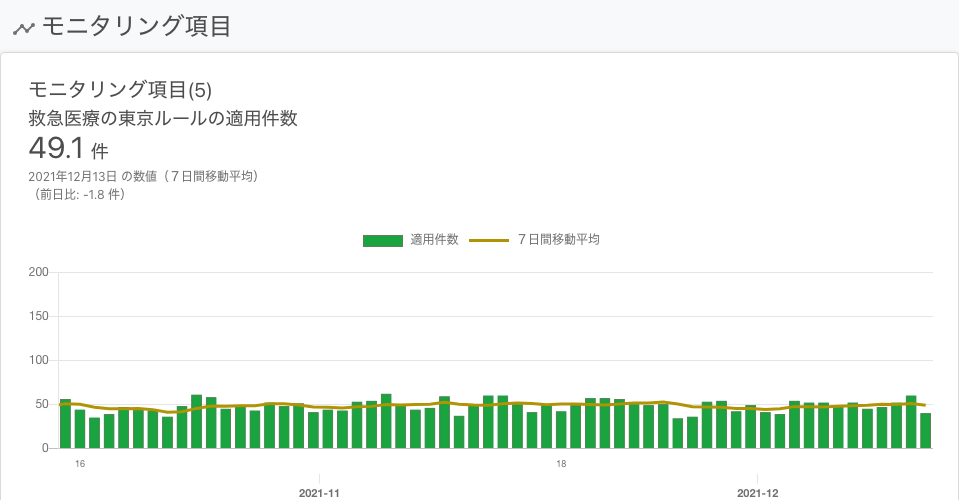 モニタリング項目
モニタリング項目(5)
救急医療の東京ルールの適用件数
49.1 件
2021年12月13日 の数値（７日間移動平均）
（前日比: -1.8 件）
適用件数 ７日間移動平均
200
150
100
50
0
16 18
2021-11 2021-12